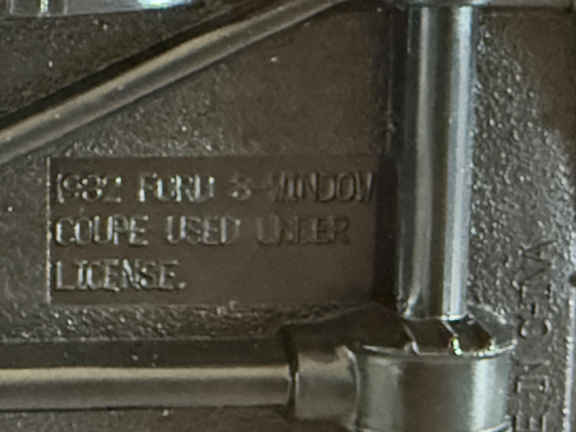 1932 FORD 3-WINDOW
COUPE USED UNDER
LICENSE.